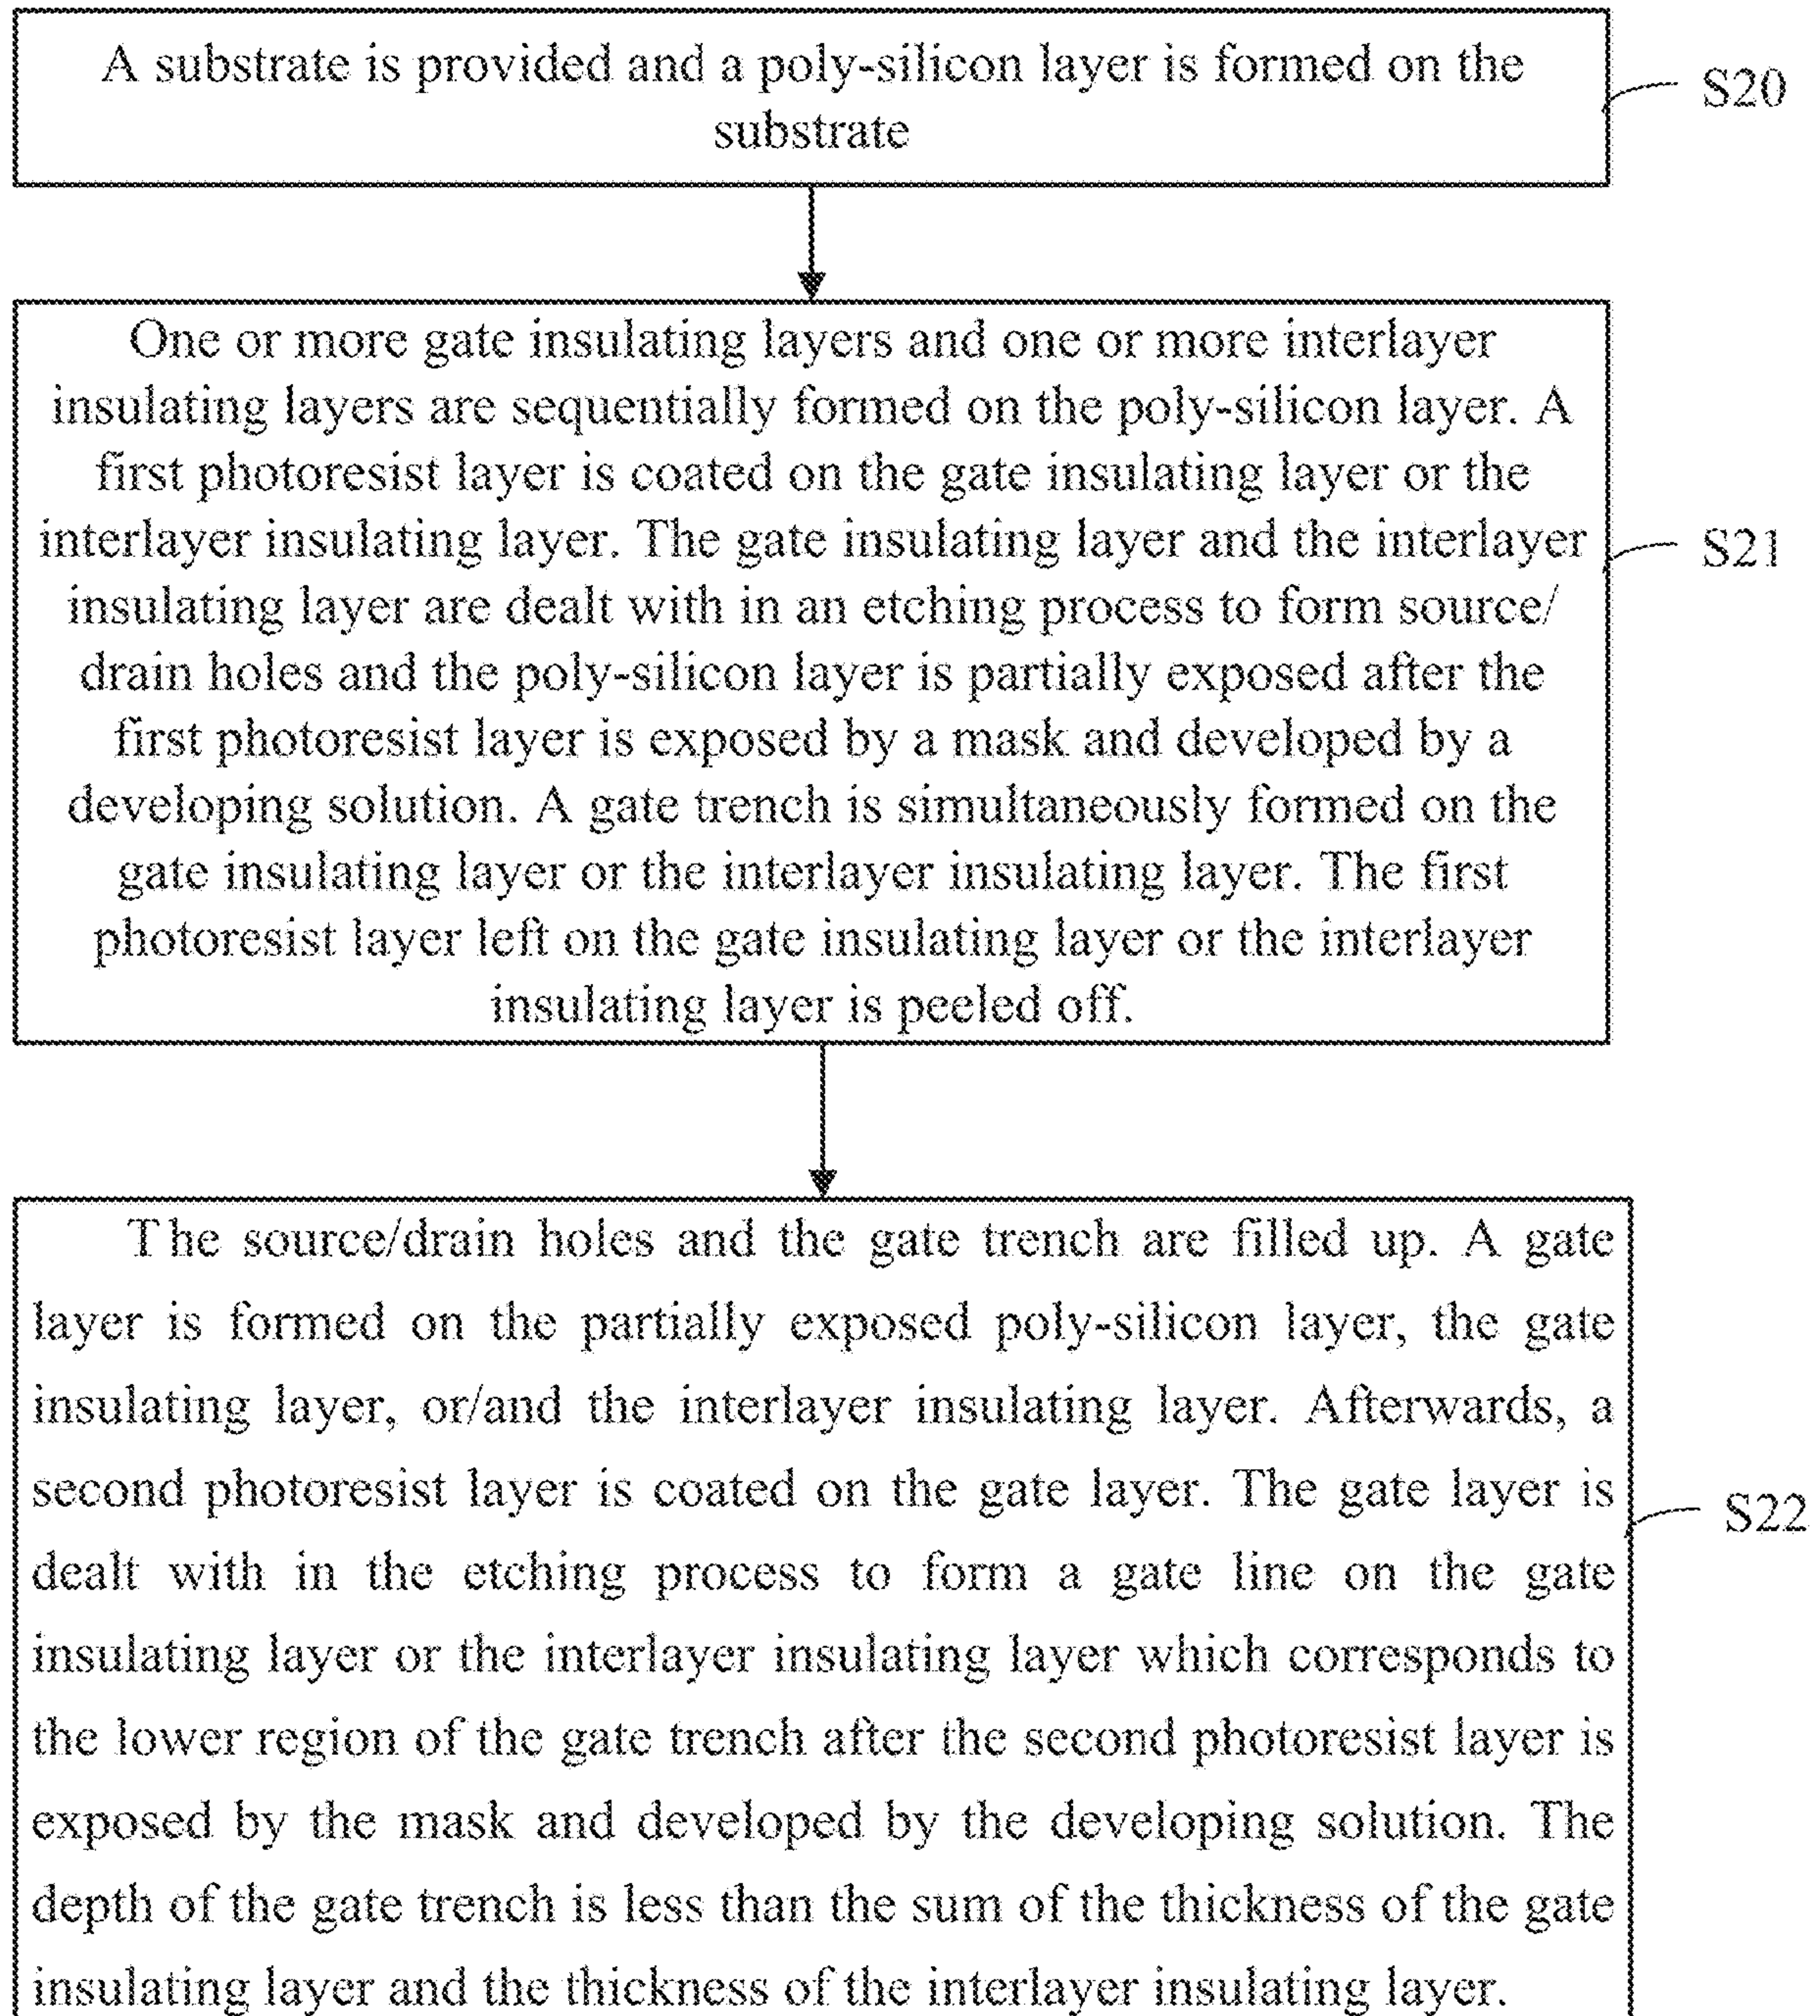 A substrate is provided and a poly-silicon layer is formed on the
substrate
S20
One or more gate insulating layers and one or more interlayer
insulating layers are sequentially formed on the poly-silicon layer. A
first photoresist layer is coated on the gate insulating layer or the
interlayer insulating layer. The gate insulating layer and the interlayer
insulating layer are dealt with in an etching process to form source/
drain holes and the poly-silicon layer is partially exposed after the
first photoresist layer is exposed by a mask and developed by a
developing solution. A gate trench is simultaneously formed on the
gate insulating layer or the interlayer insulating layer. The first
photoresist layer left on the gate insulating layer or the interlayer
insulating layer is peeled off.
S21
The source/drain holes and the gate trench are filled up. A gate
layer is formed on the partially exposed poly-silicon layer, the gate
insulating layer, or/and the interlayer insulating layer. Afterwards, a
second photoresist layer is coated on the gate layer. The gate layer is
dealt with in the etching process to form a gate line on the gate
insulating layer or the interlayer insulating layer which corresponds to
the lower region of the gate trench after the second photoresist layer is
exposed by the mask and developed by the developing solution. The
depth of the gate trench is less than the sum of the thickness of the gate
insulating layer and the thickness of the interlayer insulating layer.
S22